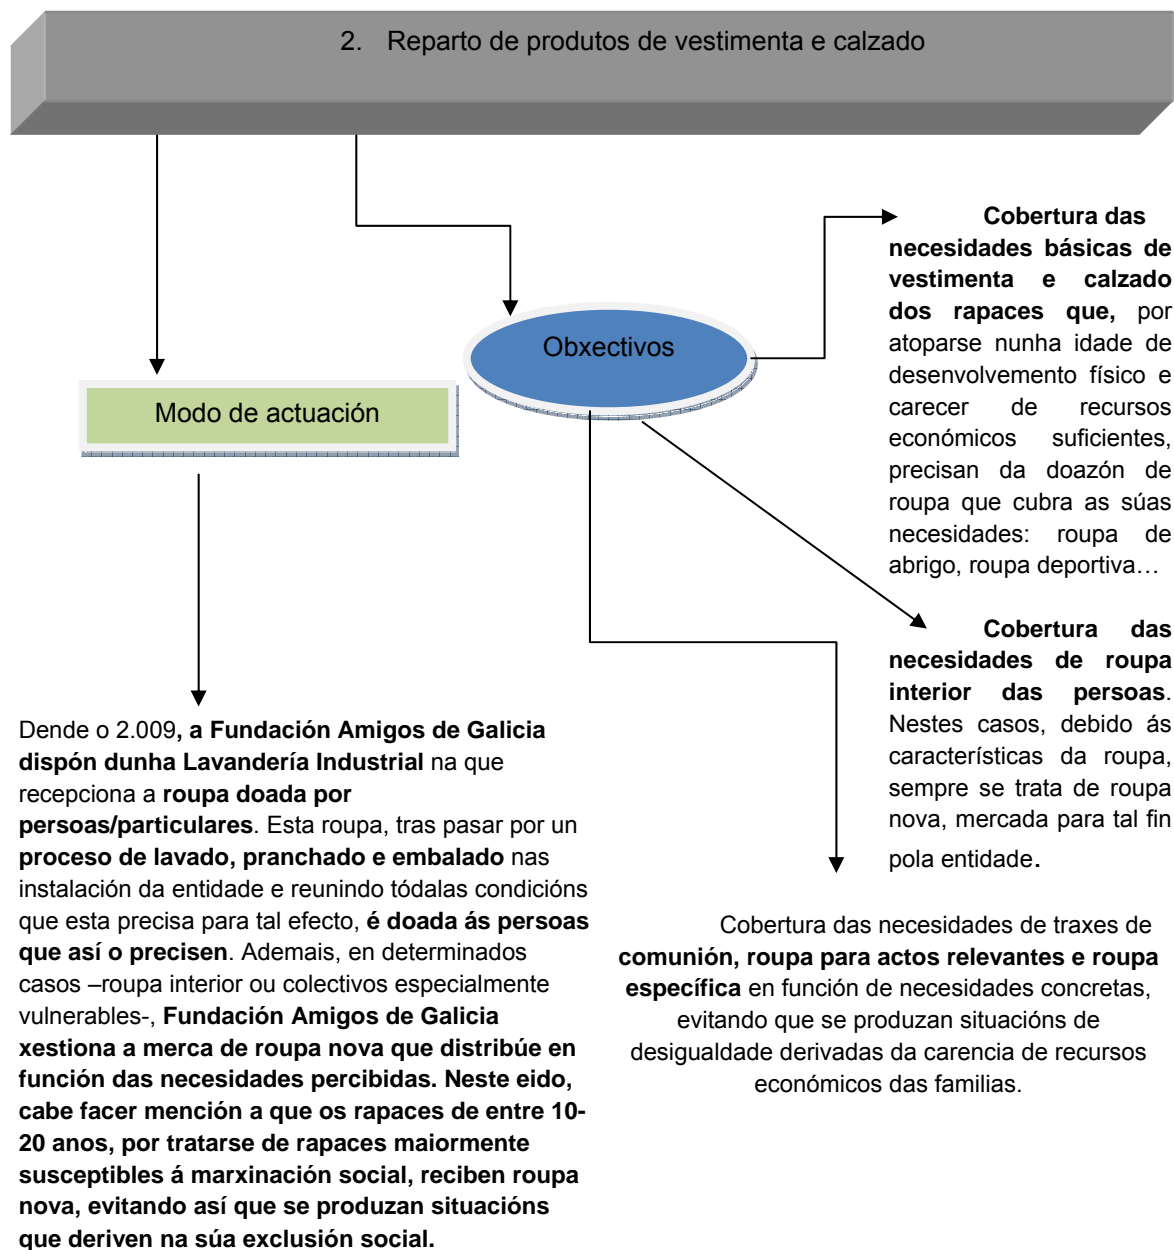 2. Reparto de produtos de vestimenta e calzado
Obxectivos
Modo de actuación
Cobertura das
necesidades básicas de
vestimenta e calzado
dos rapaces que, por
atoparse nunha idade de
desenvolvemento físico e
carecer de recursos
económicos suficientes,
precisan da doazón de
roupa que cubra as súas
necesidades: roupa de
abrigo, roupa deportiva…
Cobertura das
necesidades de roupa
interior das persoas.
Nestes casos, debido ás
características da roupa,
sempre se trata de roupa
nova, mercada para tal fin
pola entidade.
Dende o 2.009, a Fundación Amigos de Galicia
dispón dunha Lavandería Industrial na que
recepciona a roupa doada por
persoas/particulares. Esta roupa, tras pasar por un
proceso de lavado, pranchado e embalado nas
instalación da entidade e reunindo tódalas condicións
que esta precisa para tal efecto, é doada ás persoas
que así o precisen. Ademais, en determinados
casos –roupa interior ou colectivos especialmente
vulnerables-, Fundación Amigos de Galicia
xestiona a merca de roupa nova que distribúe en
función das necesidades percibidas. Neste eido,
cabe facer mención a que os rapaces de entre 10-
20 anos, por tratarse de rapaces maiormente
susceptibles á marxinación social, reciben roupa
nova, evitando así que se produzan situacións
que deriven na súa exclusión social.
Cobertura das necesidades de traxes de
comunión, roupa para actos relevantes e roupa
específica en función de necesidades concretas,
evitando que se produzan situacións de
desigualdade derivadas da carencia de recursos
económicos das familias.